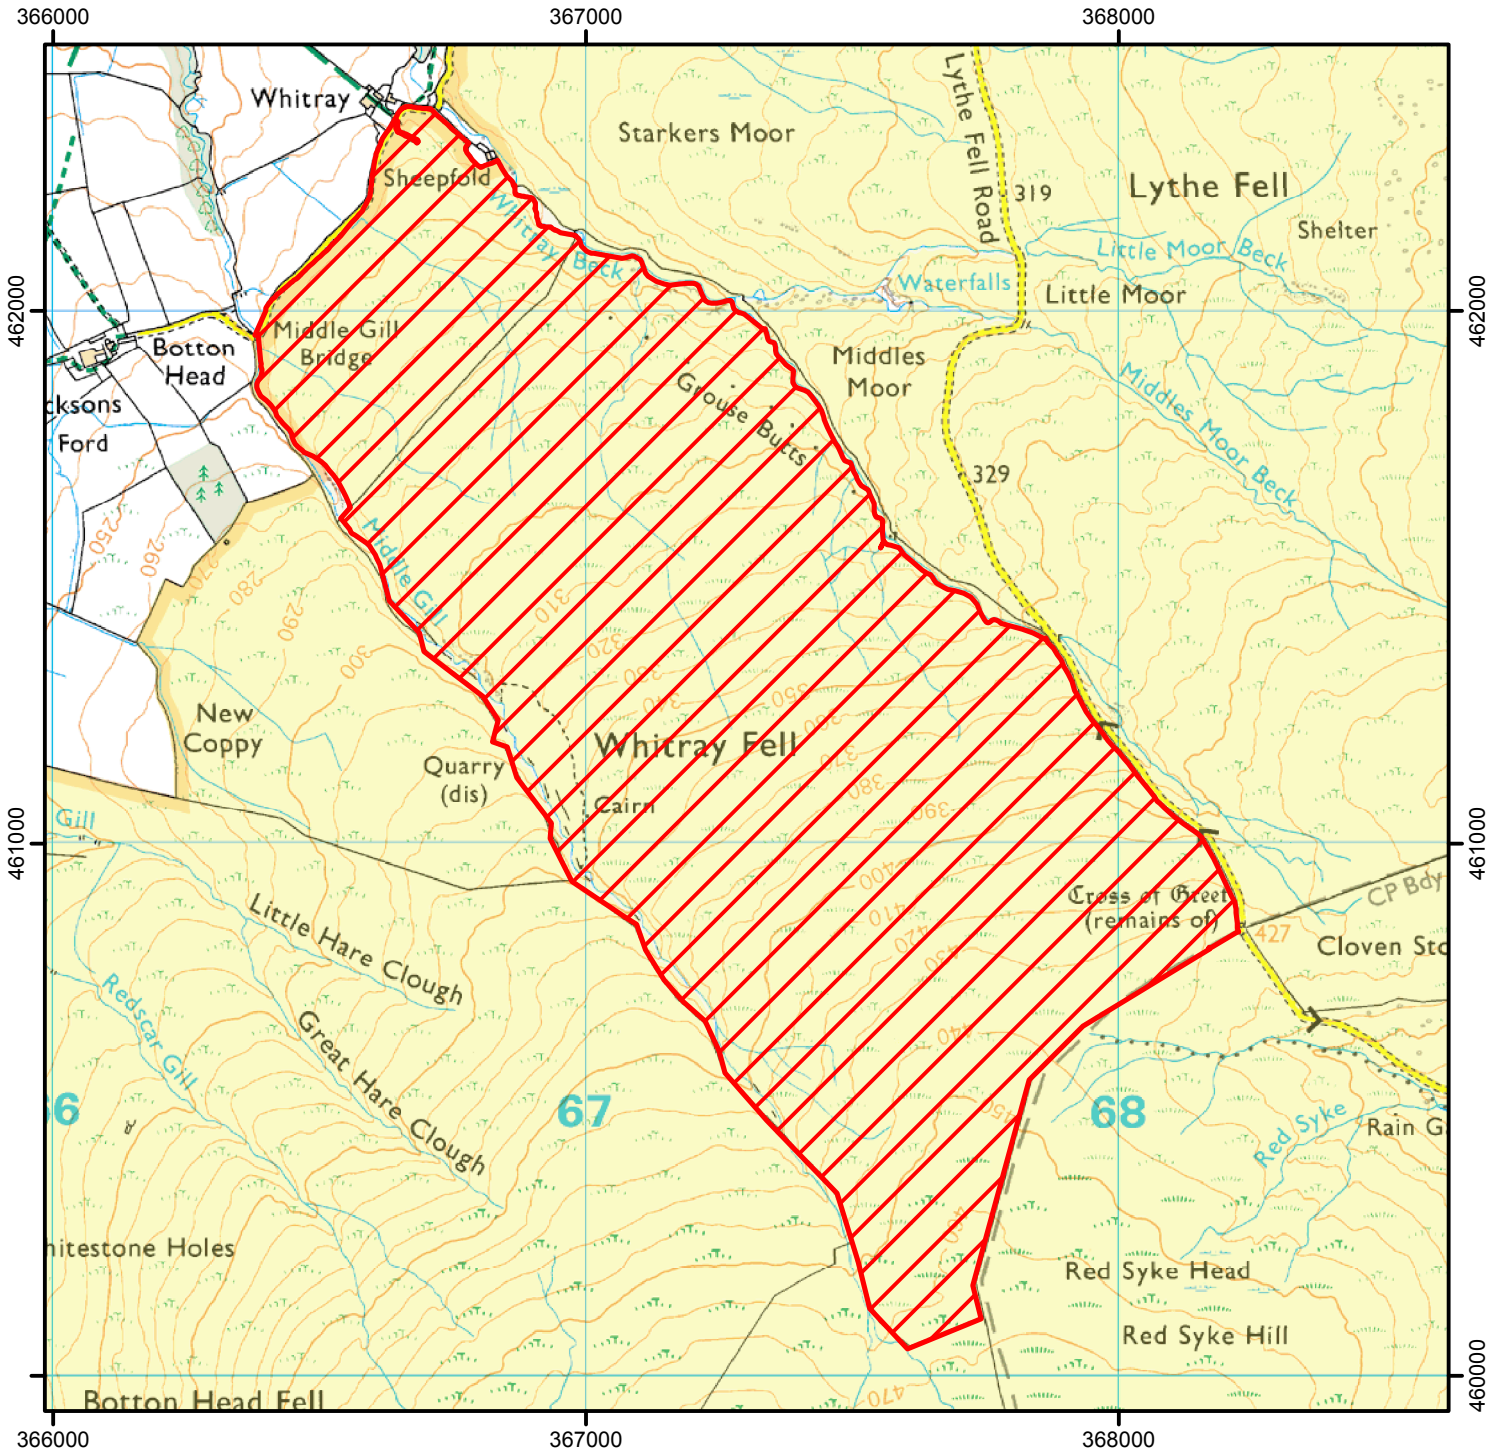 366000
367000
368000
462000
462000
461000
461000
460000
Whitray
Starkers Moor
Lythe Fell Road
319
Lythe Fell
Sheepfold
Whitray Beck
Shelter
Little Moor Beck
Waterfalls
Little Moor
Middle Gill
Bridge
Botton
Head
Middles
Moor
Grouse Butts
Middles Moor Beck
cksons
Ford
329
250
260
270
280
290
300
Middle Gill
310
320
330
340
350
360
370
380
390
400
410
420
430
440
450
460
470
New
Coppy
Whitray Fell
Quarry
(dis)
Cairn
Gill
Cross of Greet
(remains of)
CP Bdy
427
Cloven Sto
Little Hare Clough
Redscar Gill
Great Hare Clough
66
67
68
Red Syke
Rain G
hitestone Holes
Red Syke Head
Red Syke Hill
Botton Head Fell
366000
367000
368000